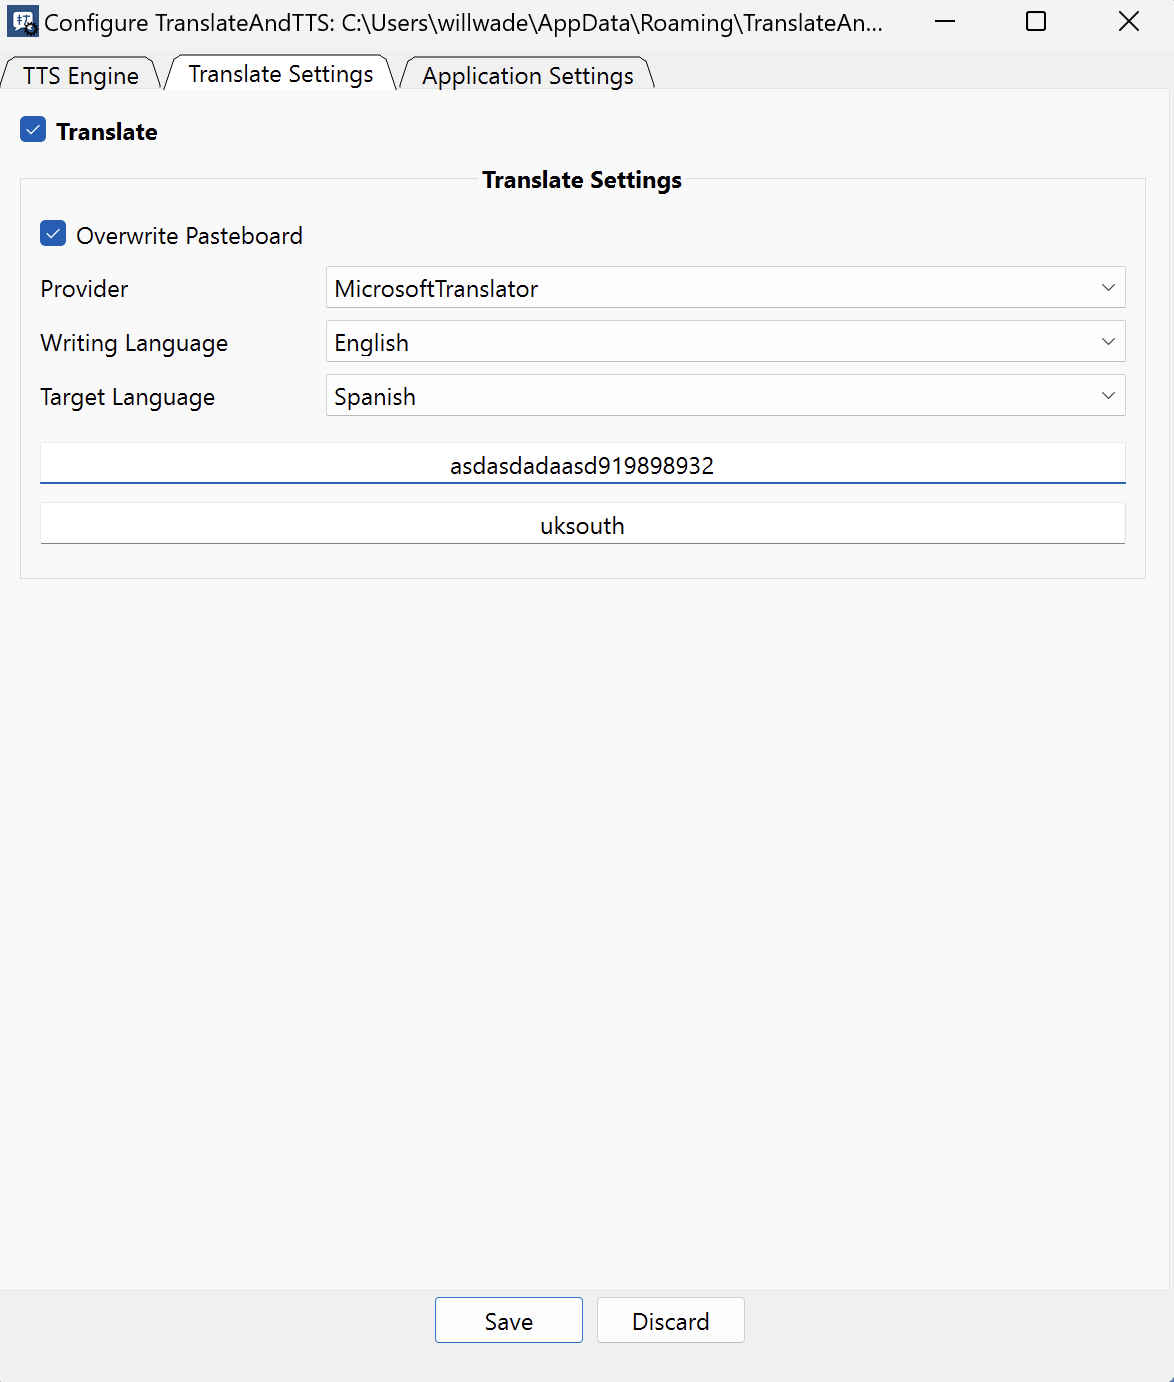 Configure TranslateAndTTS: C:\Users\willwade\AppData\Roaming\TranslateAn...
TTS Engine
Translate Settings
Application Settings
Translate
Translate Settings
Overwrite Pasteboard
Provider
MicrosoftTranslator
Writing Language
English
Target Language
Spanish
asdasdadaasd919898932
uksouth
Save
Discard